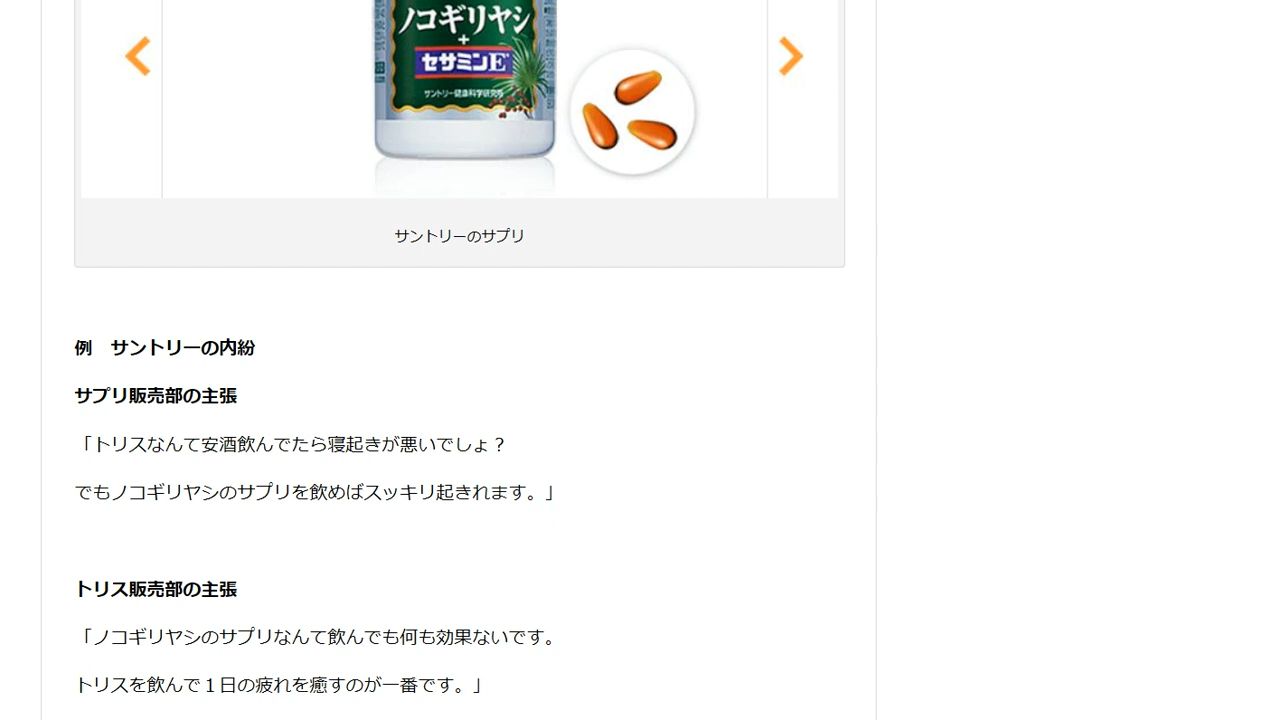 ノコギリヤシ
+
セサミンE
サントリー健康科学研究所
サントリーのサプリ
例　サントリーの内紛
サプリ販売部の主張
「トリスなんて安酒飲んでたら寝起きが悪いでしょ？
でもノコギリヤシのサプリを飲めばスッキリ起きれます。」
トリス販売部の主張
「ノコギリヤシのサプリなんて飲んでも何も効果ないです。
トリスを飲んで１日の疲れを癒すのが一番です。」